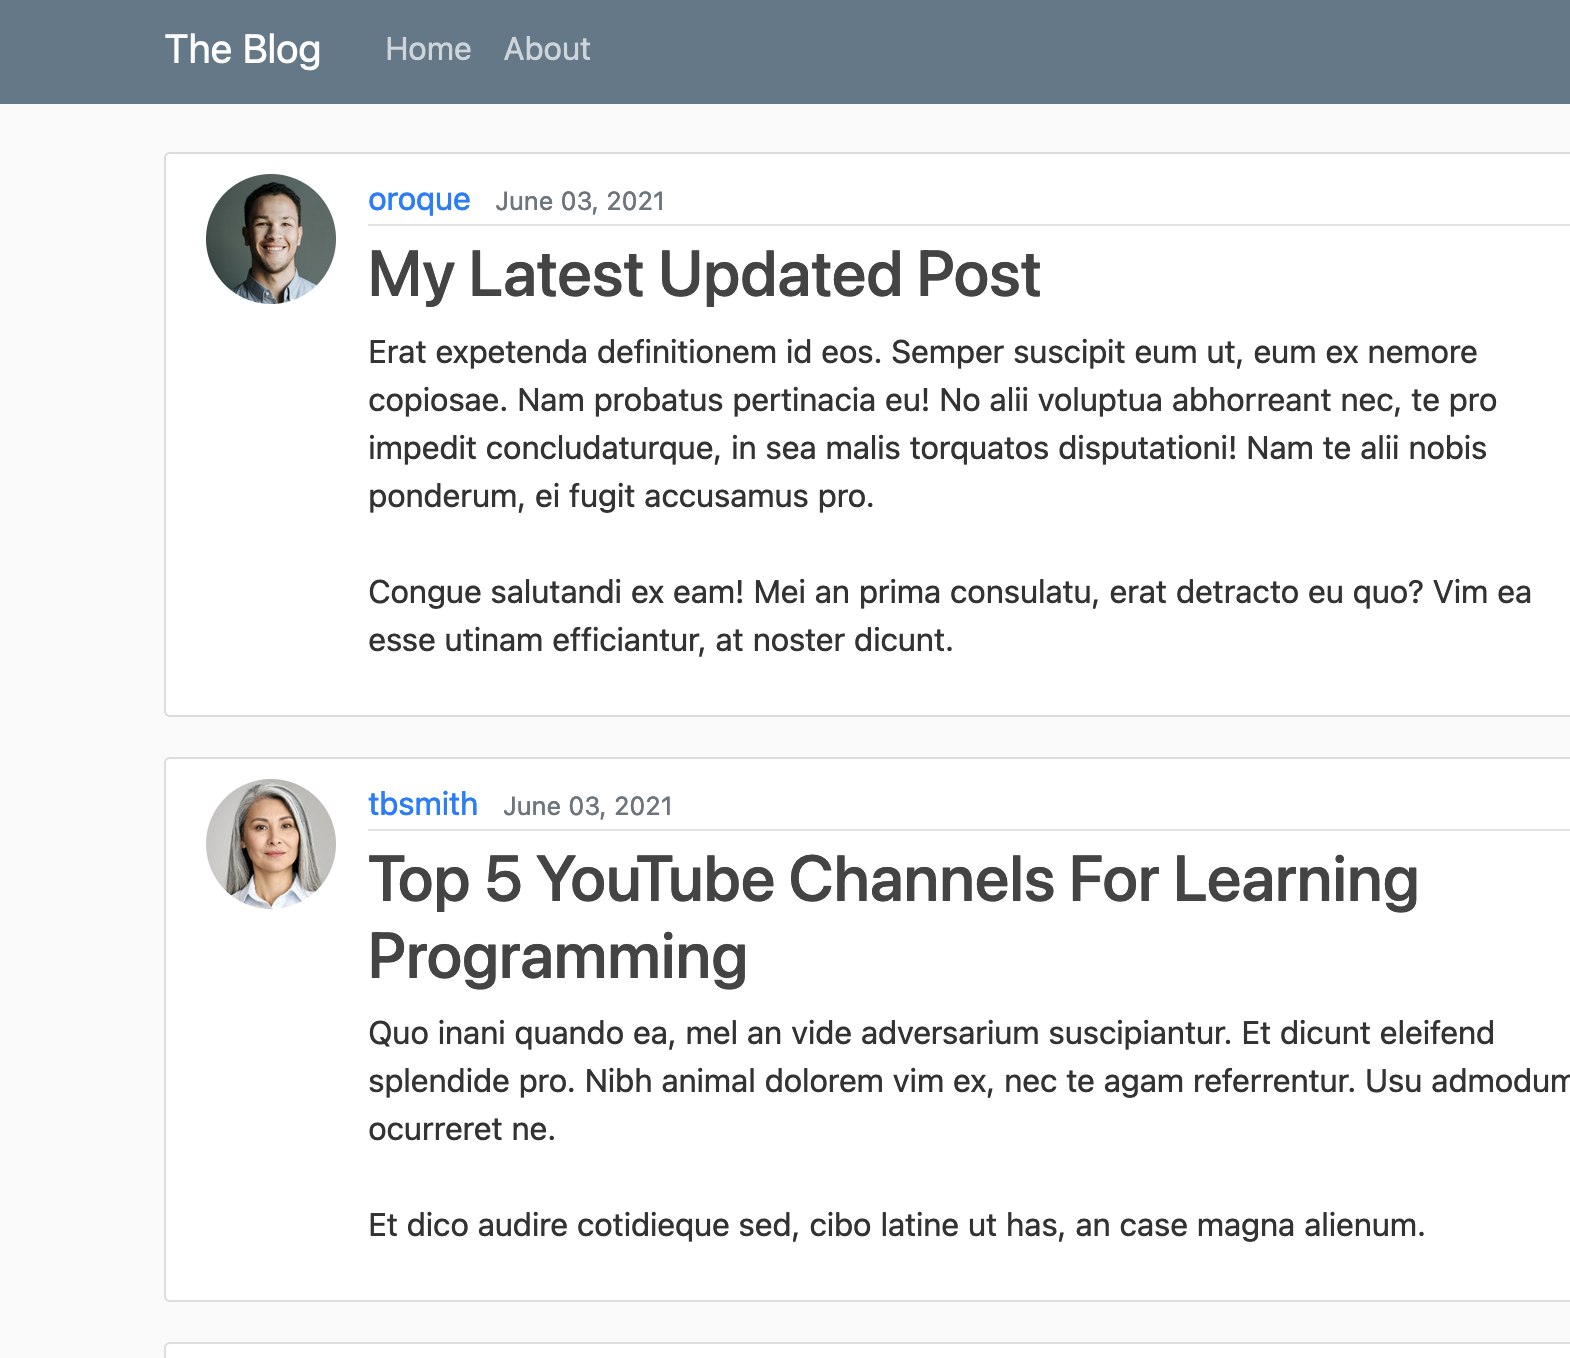 The Blog Home About
oroque June 03, 2021
My Latest Updated Post
Erat expetenda definitionem id eos. Semper suscipit eum ut, eum ex nemore
copiosae. Nam probatus pertinacia eu! No alii voluptua abhorreant nec, te pro
impedit concludaturque, in sea malis torquatos disputationi! Nam te alii nobis
ponderum, ei fugit accusamus pro.
Congue salutandi ex eam! Mei an prima consulatu, erat detracto eu quo? Vim ea
esse utinam efficiantur, at noster dicunt.
tbsmith June 03, 2021
Top 5 YouTube Channels For Learning
Programming
Quo inani quando ea, mel an vide adversarium suscipiantur. Et dicunt eleifend
splendide pro. Nibh animal dolorem vim ex, nec te agam referrentur. Usu admodum
ocurreret ne.
Et dico audire cotidieque sed, cibo latine ut has, an case magna alienum.